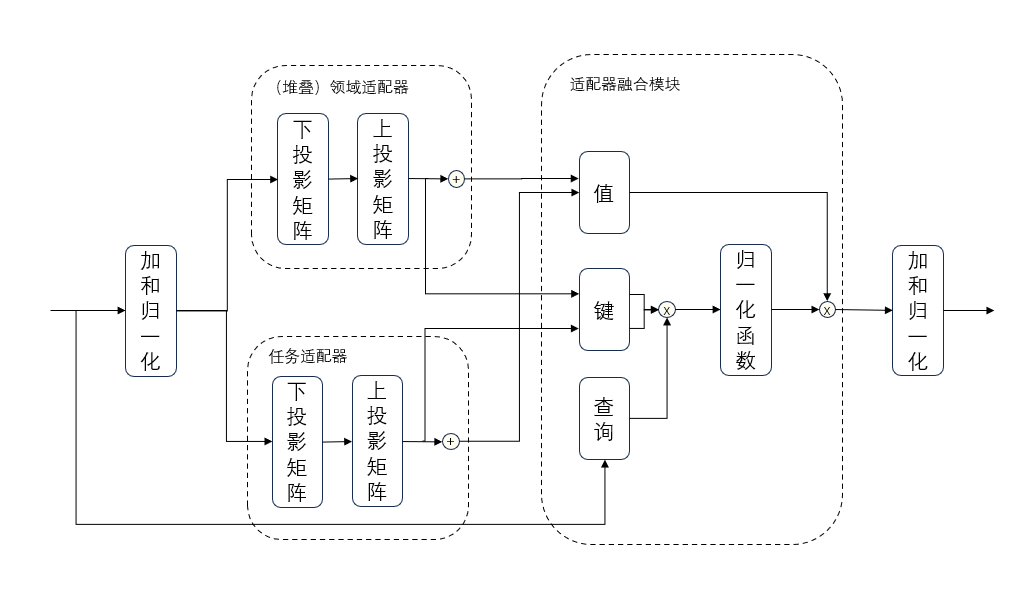 （堆叠）领域适配器
下投影矩阵
上投影矩阵
+
适配器融合模块
值
加和归一化
键
x
归一化函数
x
加和归一化
任务适配器
下投影矩阵
上投影矩阵
+
查询